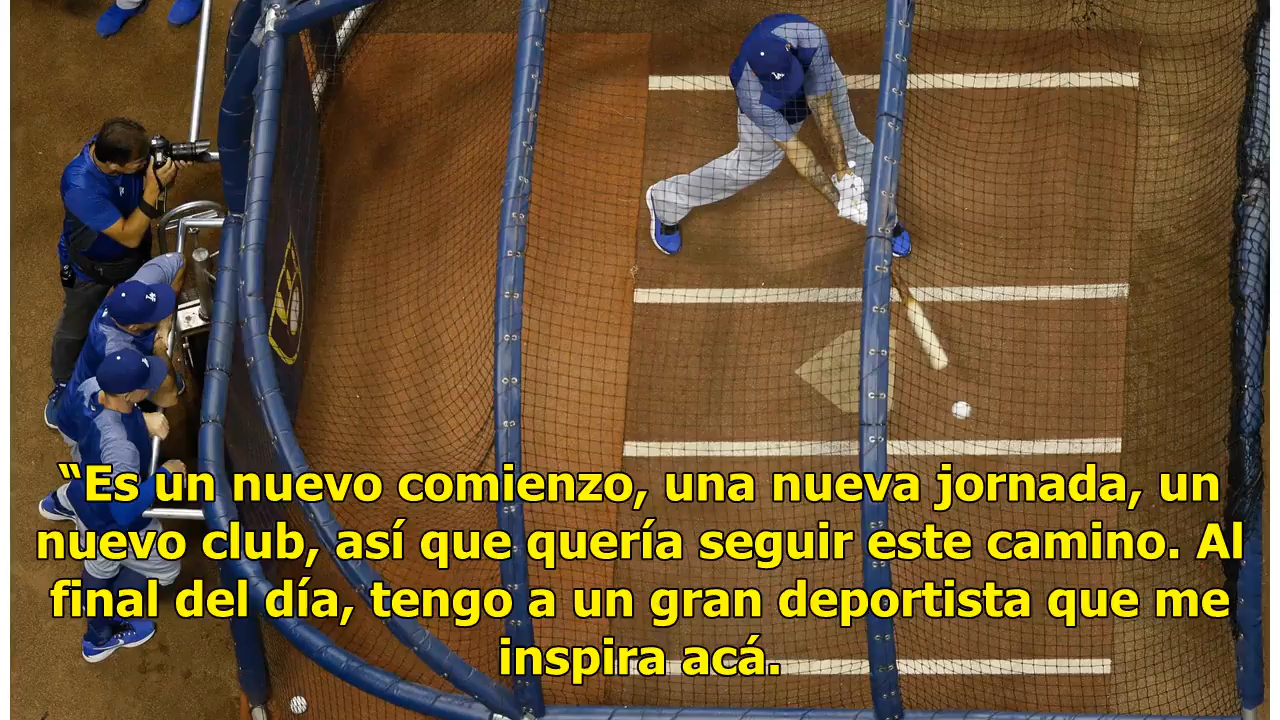 “Es un nuevo comienzo, una nueva jornada, un
nuevo club, así que quería seguir este camino. Al
final del día, tengo a un gran deportista que me
inspira acá.